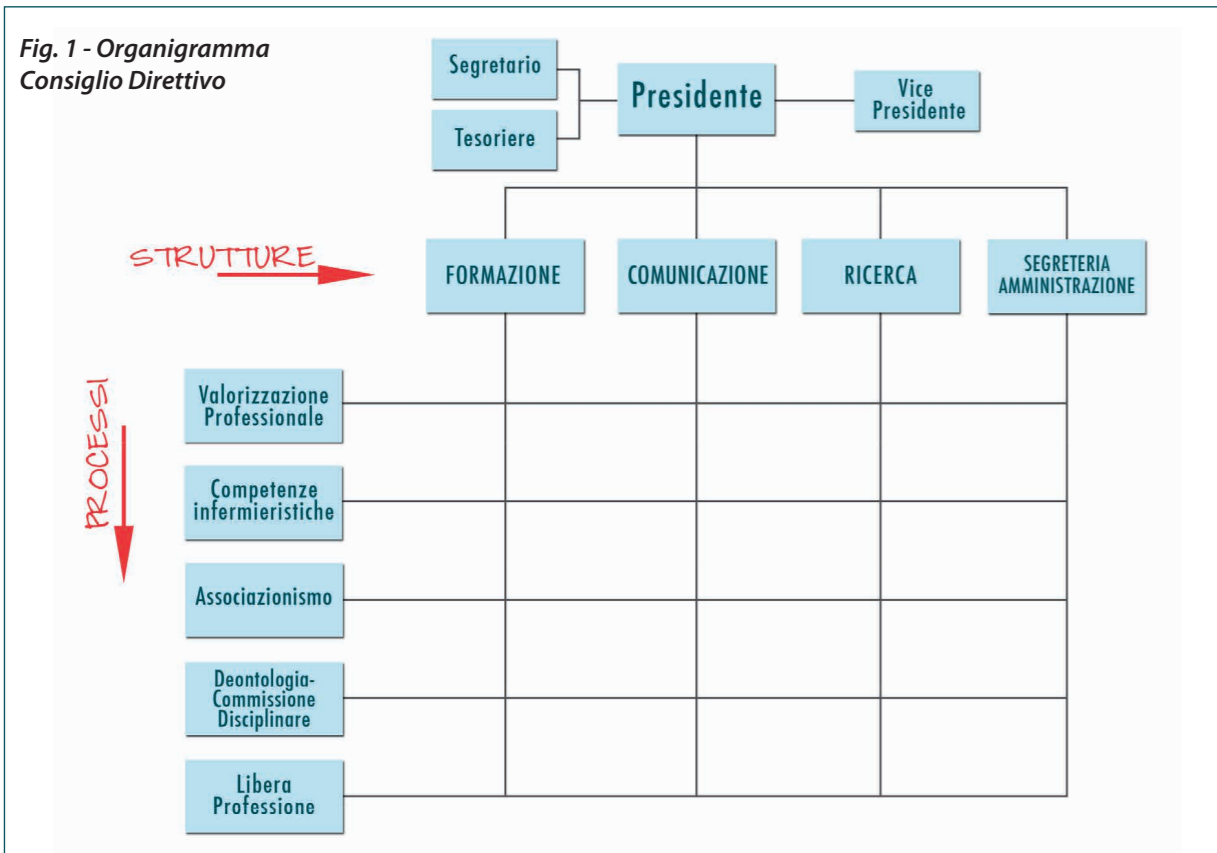 Fig. 1 - Organigramma
Consiglio Direttivo
Segretario
Tesoriere
Presidente
Vice
Presidente
STRUTTURE
FORMAZIONE
COMUNICAZIONE
RICERCA
SEGRETERIA
AMMINISTRAZIONE
PROCESSI
Valorizzazione
Professionale
Competenze
infermieristiche
Associazionismo
Deontologia-
Commissione
Disciplinare
Libera
Professione